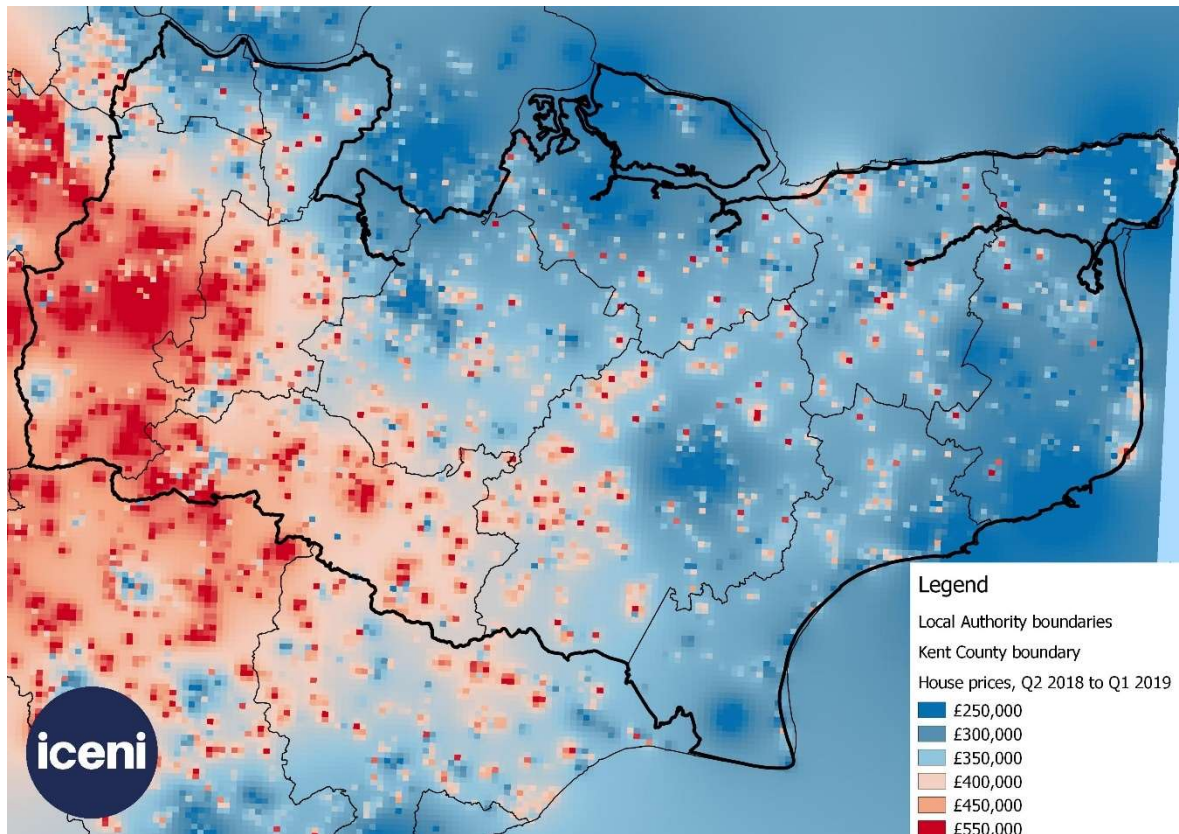 Legend
Local Authority boundaries
Kent County boundary
House prices, Q2 2018 to Q1 2019
£250,000
£300,000
£350,000
£400,000
£450,000
£550,000
iceni